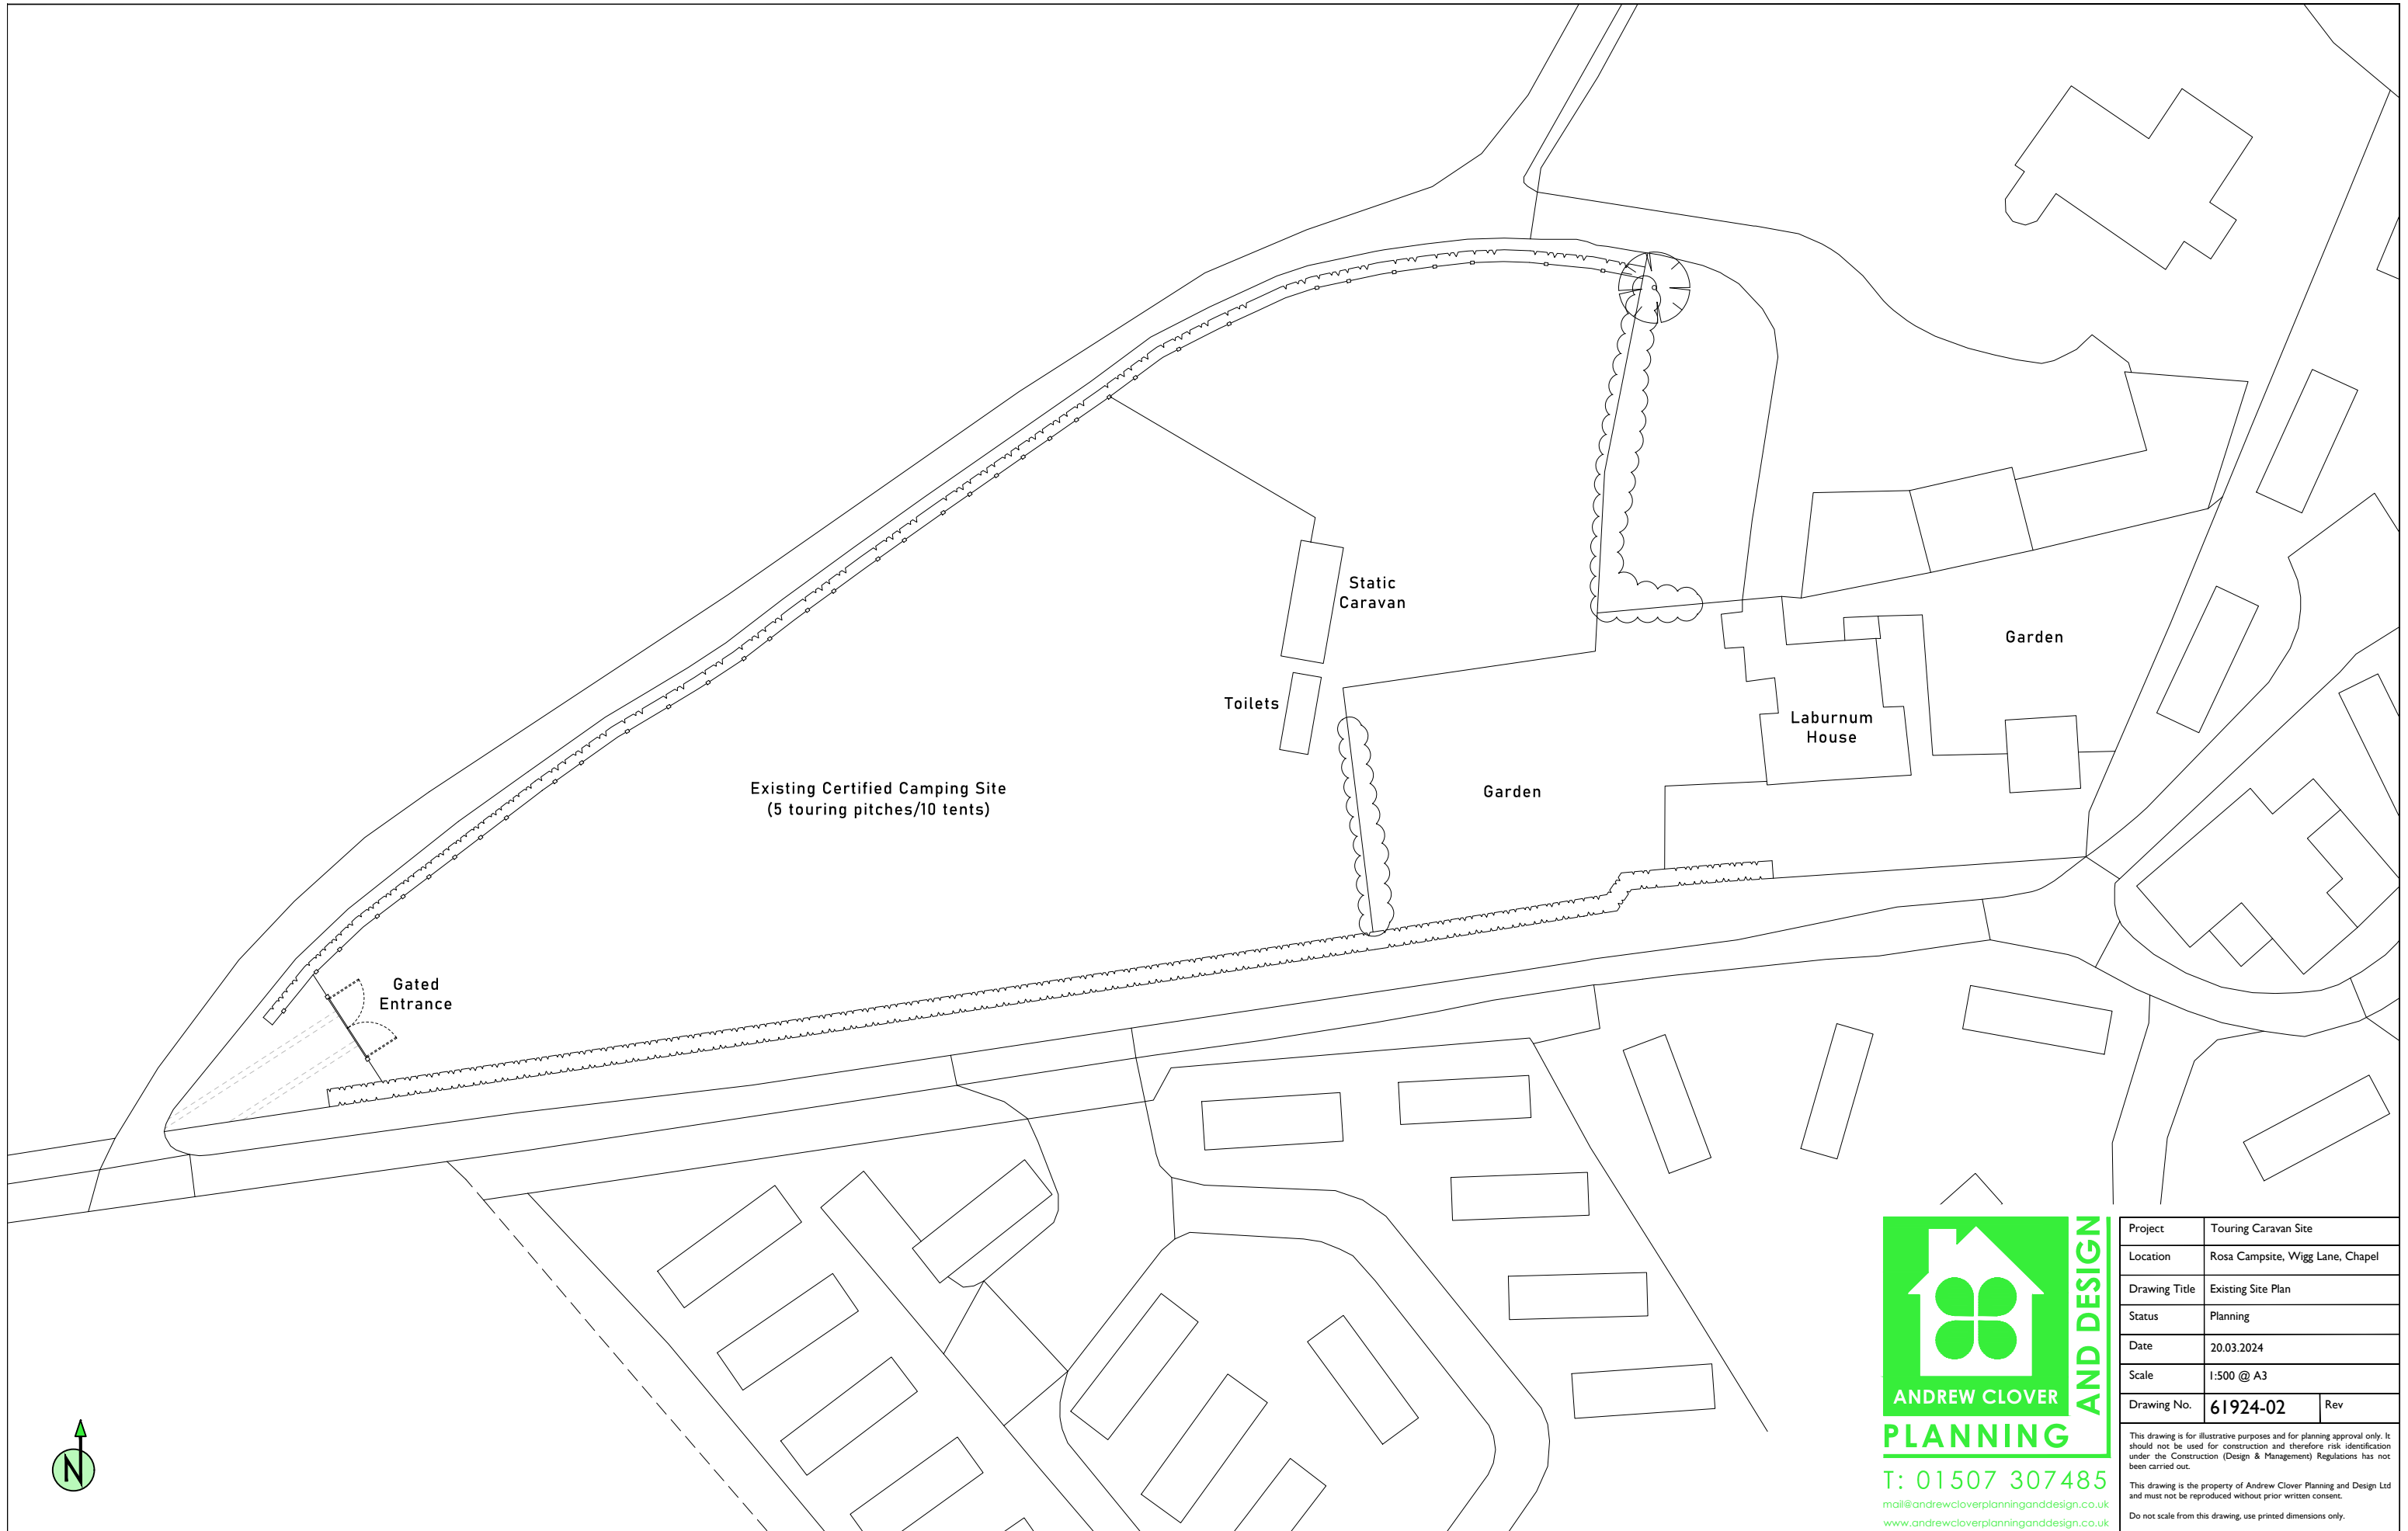 Static
Caravan
Toilets
Garden
Laburnum
House
Existing Certified Camping Site
(5 touring pitches/10 tents)
Garden
Gated
Entrance
N
ANDREW CLOVER
PLANNING
AND DESIGN
T: 01507 307485
mail@andrewcloverplanninganddesign.co.uk
www.andrewcloverplanninganddesign.co.uk
Project Touring Caravan Site
Location Rosa Campsite, Wigg Lane, Chapel
Drawing Title Existing Site Plan
Status Planning
Date 20.03.2024
Scale 1:500 @ A3
Drawing No. 61924-02 Rev
This drawing is for illustrative purposes and for planning approval only. It
should not be used for construction and therefore risk identification
under the Construction (Design & Management) Regulations has not
been carried out.
This drawing is the property of Andrew Clover Planning and Design Ltd
and must not be reproduced without prior written consent.
Do not scale from this drawing, use printed dimensions only.